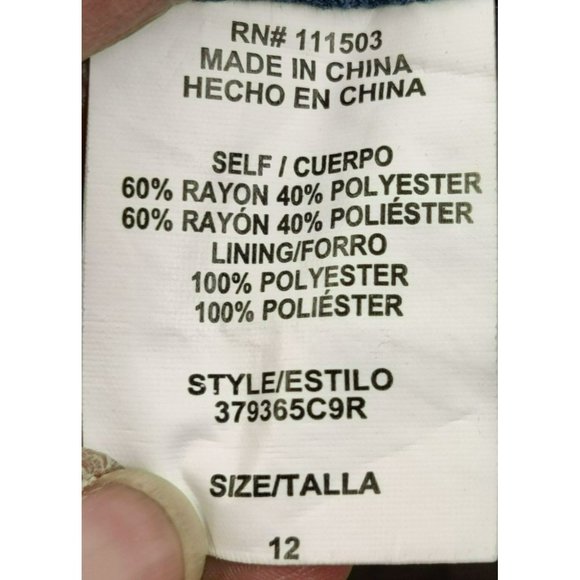 RN# 111503
MADE IN CHINA
HECHO EN CHINA
SELF / CUERPO
60% RAYON 40% POLYESTER
60% RAYÓN 40% POLIÉSTER
LINING/FORRO
100% POLYESTER
100% POLIÉSTER
STYLE/ESTILO
379365C9R
SIZE/TALLA
12